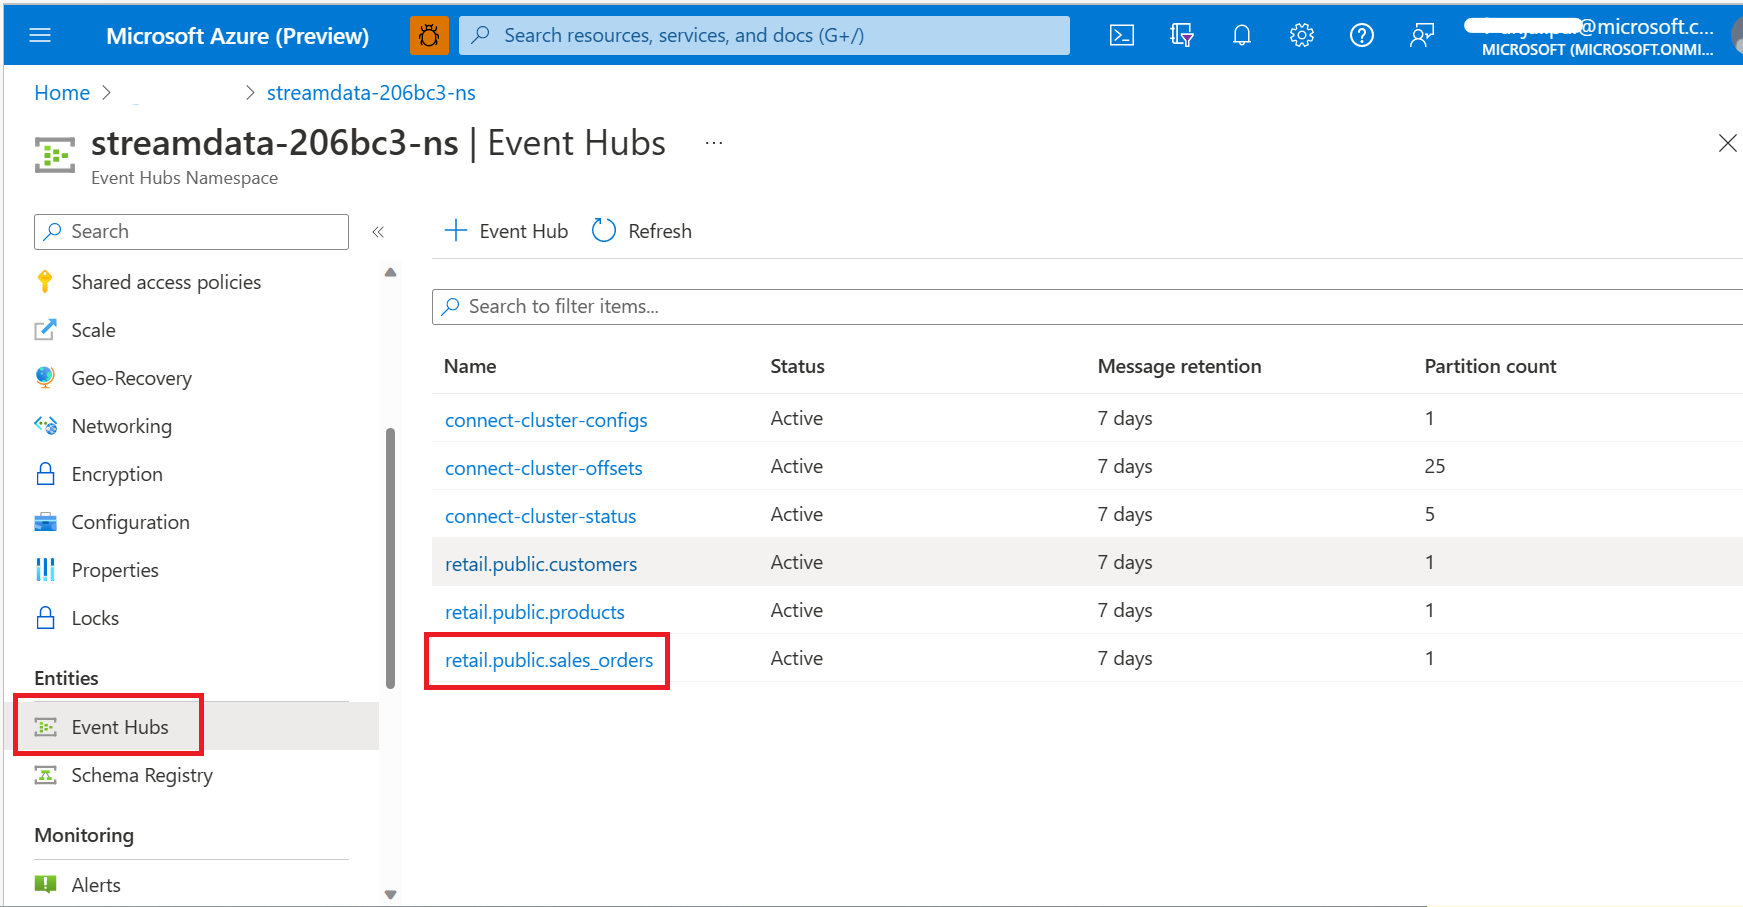 Microsoft Azure (Preview)
Search resources, services, and docs (G+/)
@microsoft.c...
MICROSOFT (MICROSOFT.ONMI...
Home > > streamdata-206bc3-ns
streamdata-206bc3-ns | Event Hubs ...
Event Hubs Namespace
Search
«
Shared access policies
Scale
Geo-Recovery
Networking
Encryption
Configuration
Properties
Locks
Entities
Event Hubs
Schema Registry
Monitoring
Alerts
+ Event Hub Refresh
Search to filter items...
Name Status Message retention Partition count
connect-cluster-configs Active 7 days 1
connect-cluster-offsets Active 7 days 25
connect-cluster-status Active 7 days 5
retail.public.customers Active 7 days 1
retail.public.products Active 7 days 1
retail.public.sales_orders Active 7 days 1